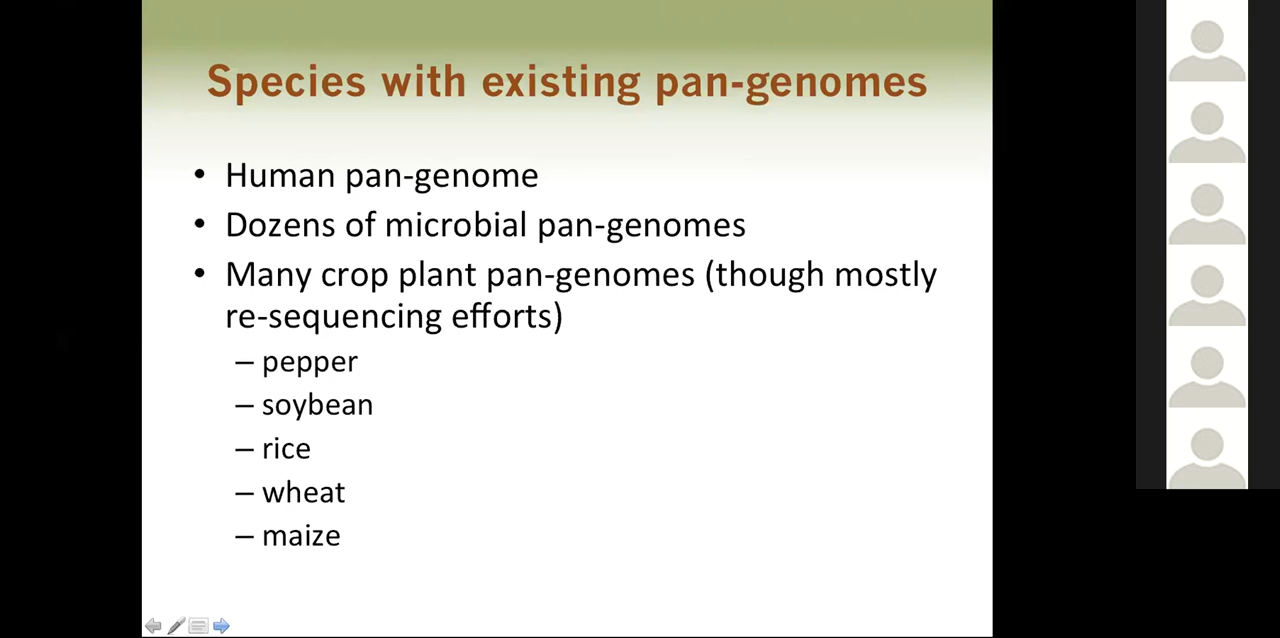 Species with existing pan-genomes
• Human pan-genome
• Dozens of microbial pan-genomes
• Many crop plant pan-genomes (though mostly
re-sequencing efforts)
– pepper
– soybean
– rice
– wheat
– maize